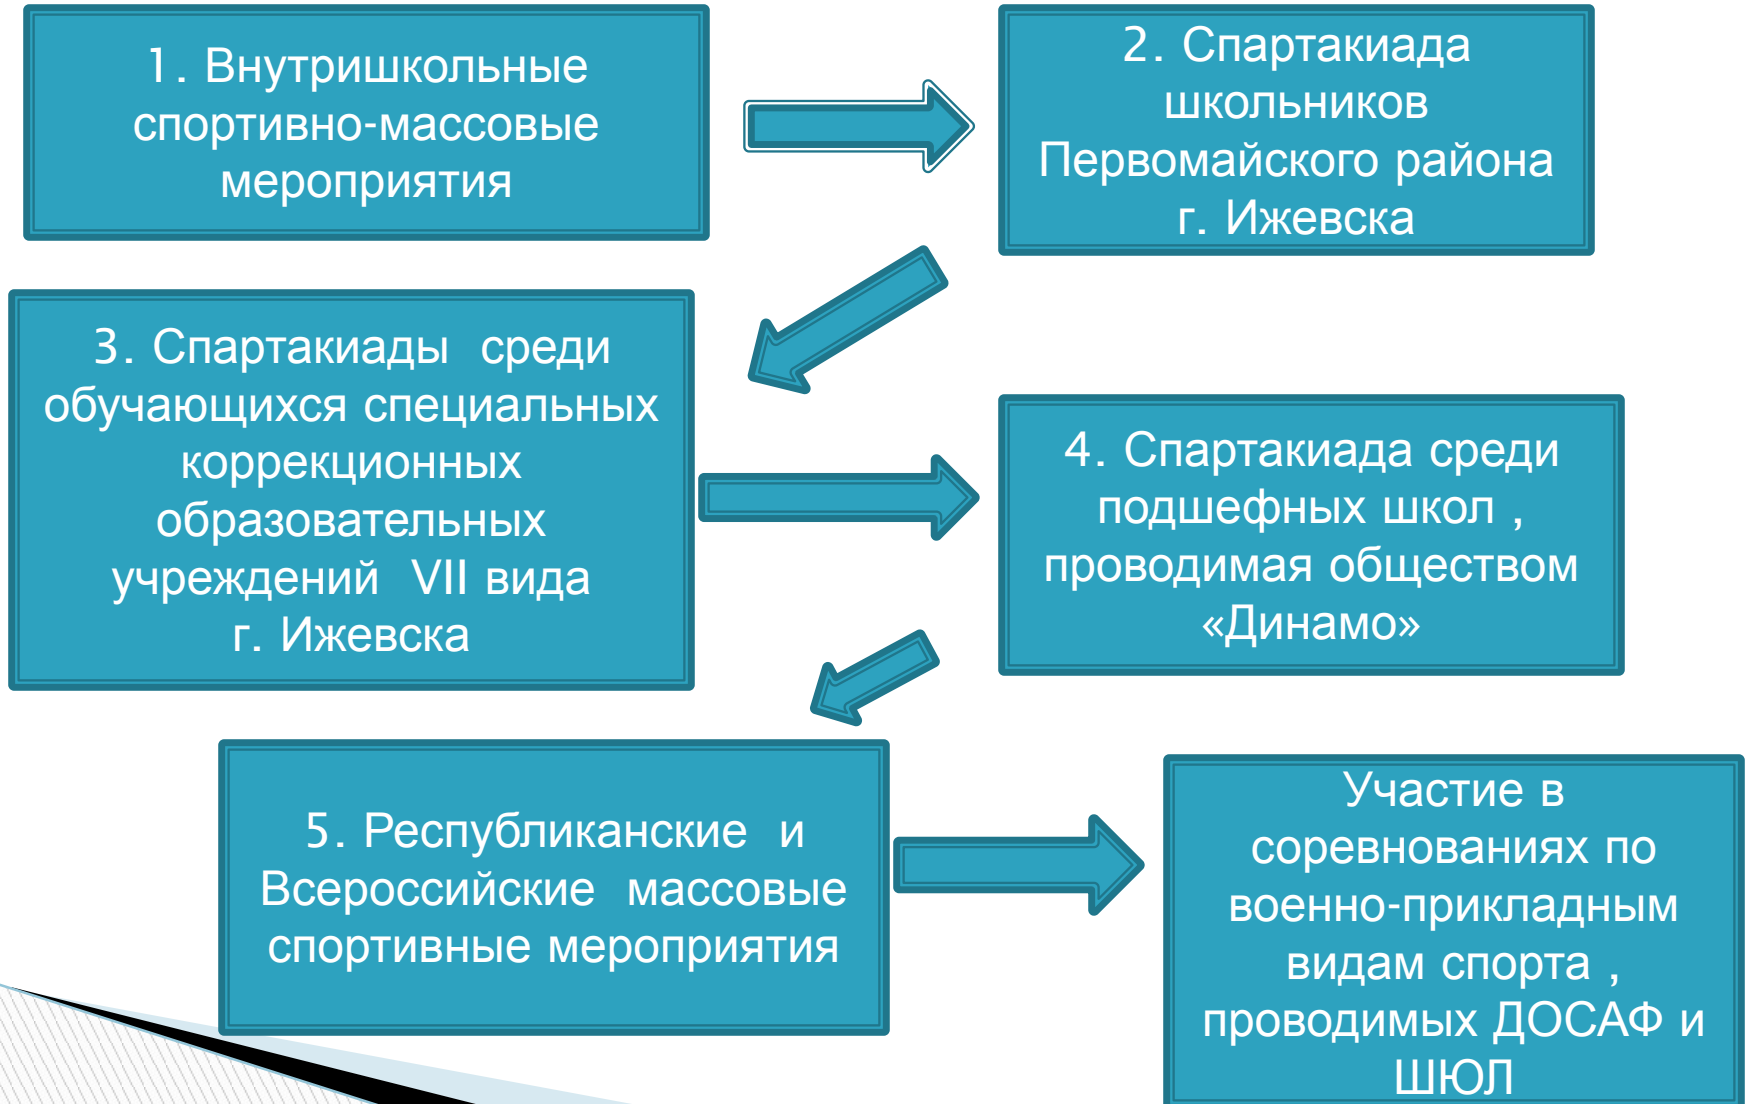 1. Внутришкольные
спортивно-массовые
мероприятия
2. Спартакиада
школьников
Первомайского района
г. Ижевска
3. Спартакиады среди
обучающихся специальных
коррекционных
образовательных
учреждений VII вида
г. Ижевска
4. Спартакиада среди
подшефных школ ,
проводимая обществом
«Динамо»
5. Республиканские и
Всероссийские массовые
спортивные мероприятия
Участие в
соревнованиях по
военно-прикладным
видам спорта ,
проводимых ДОСАФ и
ШЮЛ